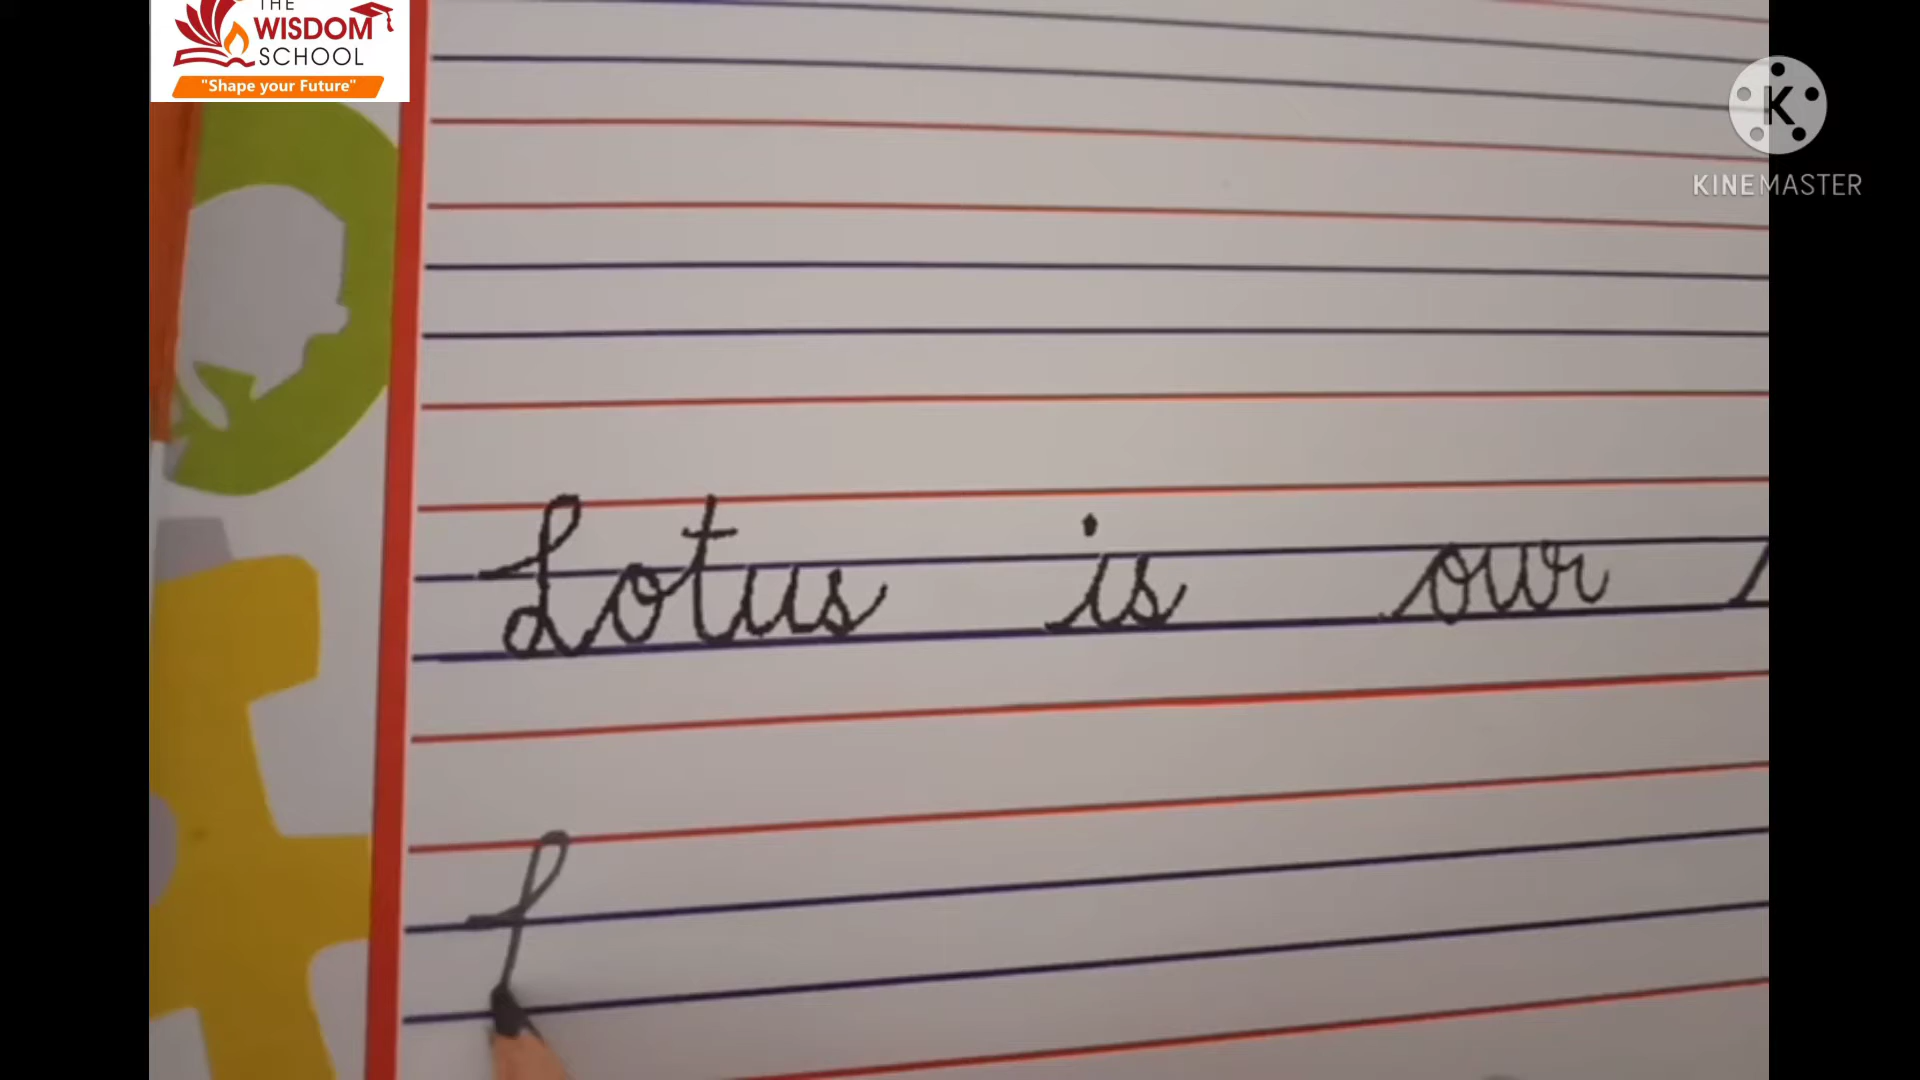 THE
WISDOM
SCHOOL
"Shape your Future"
K
KINEMASTER
Lotus is our